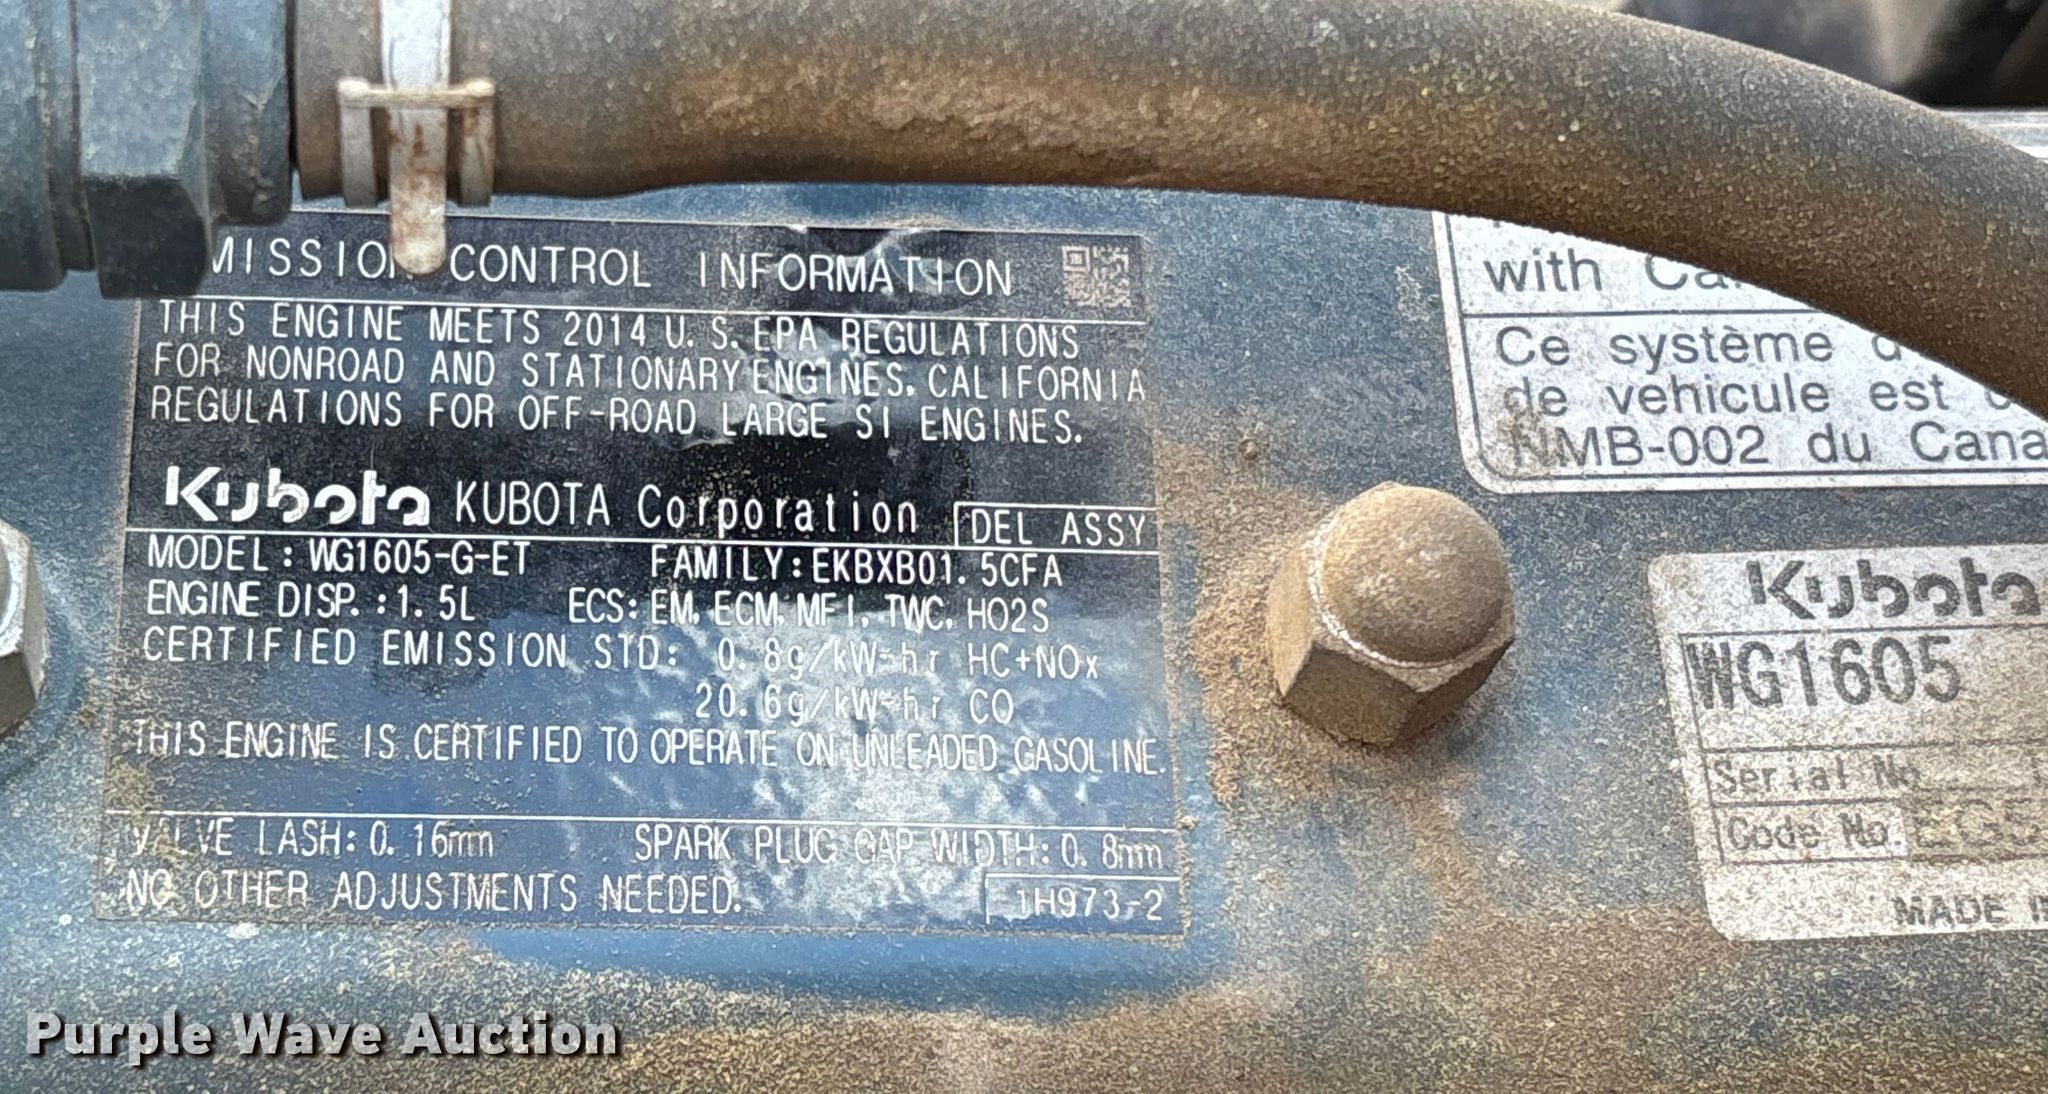 MISSION CONTROL INFORMATION
THIS ENGINE MEETS 2014 U.S. EPA REGULATIONS
FOR NONROAD AND STATIONARY ENGINES, CALIFORNIA
REGULATIONS FOR OFF-ROAD LARGE SI ENGINES.
Kubota KUBOTA Corporation DEL ASSY
MODEL: WG1605-G-ET FAMILY: EKBXB01.5CFA
ENGINE DISP.: 1.5L ECS: EM, ECM, MFI, TWC, HO2S
CERTIFIED EMISSION STD: 0.8g/kW-hr HC+NOx
20.6g/kW-hr CO
THIS ENGINE IS CERTIFIED TO OPERATE ON UNLEADED GASOLINE.
VALVE LASH: 0.16mm SPARK PLUG GAP WIDTH: 0.8mm
NO OTHER ADJUSTMENTS NEEDED. 1H973-2
with
Ce système d'
de vehicule est
NMB-002 du Cana
Kubota
WG1605
Serial No
Code No.
MADE
Purple Wave Auction